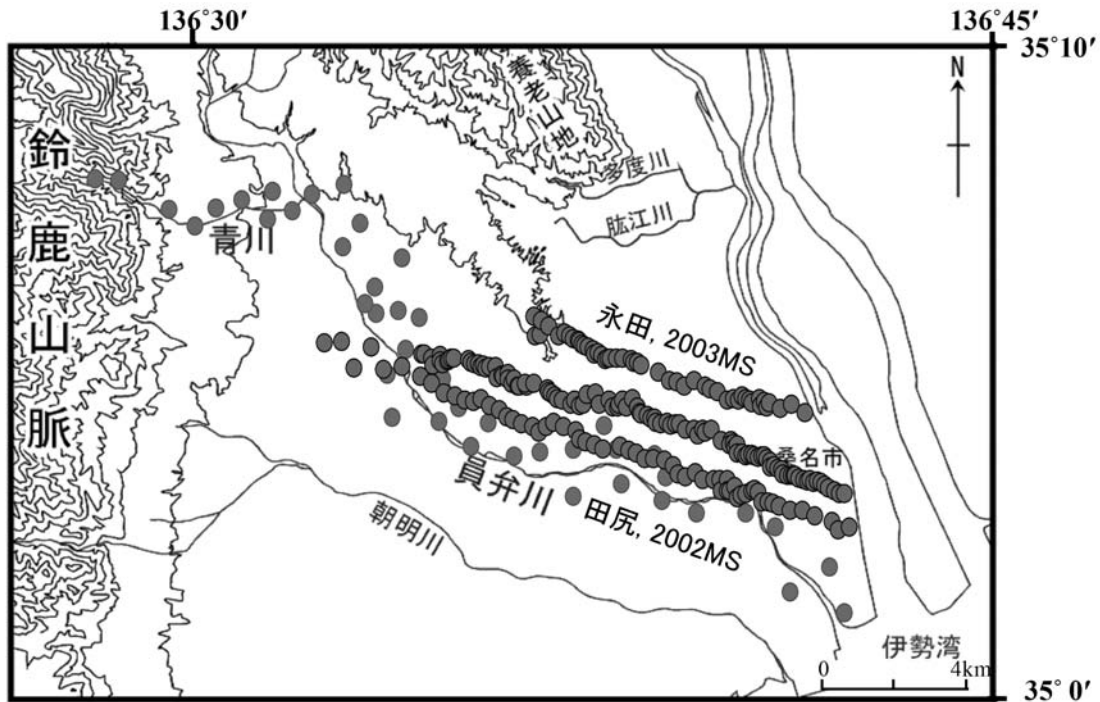 136°30′
136°45′
35°10′
N
養老山地
鈴鹿山脈
多度川
肱江川
青川
永田, 2003MS
桑名市
員弁川
田尻, 2002MS
朝明川
伊勢湾
0 4km
35°0′